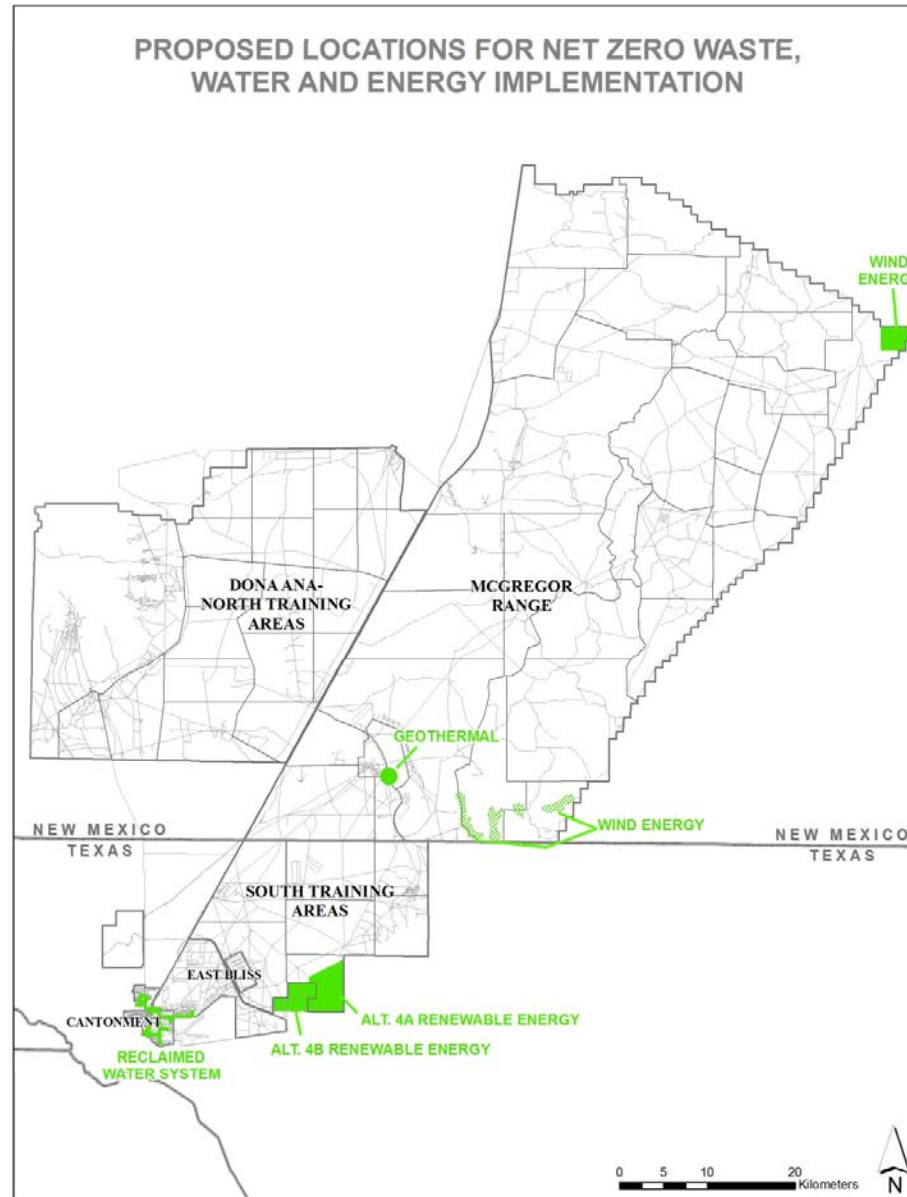 PROPOSED LOCATIONS FOR NET ZERO WASTE,
WATER AND ENERGY IMPLEMENTATION
WIND
ENERGY
DONA ANA-
NORTH TRAINING
AREAS
MCGREGOR
RANGE
GEOTHERMAL
WIND ENERGY
NEW MEXICO
TEXAS
NEW MEXICO
TEXAS
SOUTH TRAINING
AREAS
EAST BLISS
CANTONMENT
ALT. 4A RENEWABLE ENERGY
ALT. 4B RENEWABLE ENERGY
RECLAIMED
WATER SYSTEM
0 5 10 20
Kilometers
N